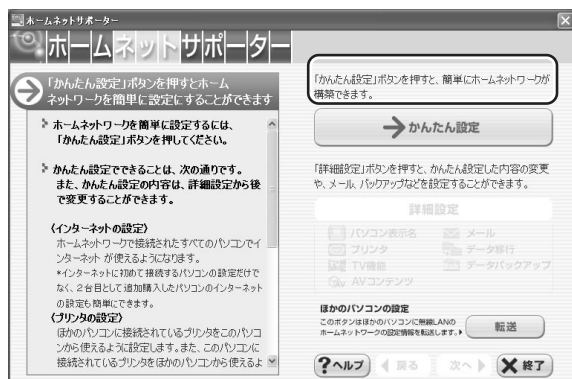 ホームネットサポーター
ホームネットサポーター
「かんたん設定」ボタンを押すとホーム
ネットワークを簡単に設定にすることができます
ホームネットワークを簡単に設定するには、
「かんたん設定」ボタンを押してください。
かんたん設定でできることは、次の通りです。
また、かんたん設定の内容は、詳細設定から後
で変更することができます。
〈インターネットの設定〉
ホームネットワークで接続されたすべてのパソコンでイ
ンターネット が使えるようになります。
*インターネットに初めて接続するパソコンの設定だけで
なく、2台目として追加購入したパソコンのインターネット
の設定も簡単にできます。
〈プリンタの設定〉
ほかのパソコンに接続されているプリンタをこのパソコ
ンから使えるように設定します。また、このパソコンに
接続されているプリンタをほかのパソコンから使えるよ
「かんたん設定」ボタンを押すと、簡単にホームネットワークが
構築できます。
かんたん設定
「詳細設定」ボタンを押すと、かんたん設定した内容の変更
や、メール、バックアップなどを設定することができます。
詳細設定
パソコン表示名
メール
プリンタ
データ移行
TV機能
データバックアップ
AVコンテンツ
ほかのパソコンの設定
このボタンはほかのパソコンに無線LANの
ホームネットワークの設定情報を転送します。
転送
?ヘルプ
戻る
次へ
終了